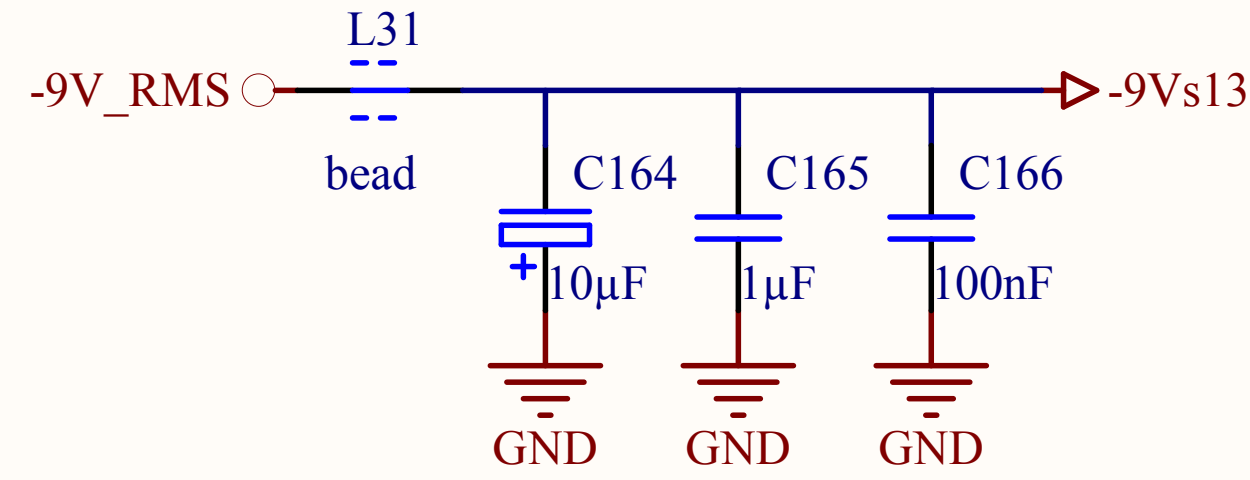 L31
-9V_RMS
-9Vs13
bead
C164
C165
C166
+
10µF
1µF
100nF
GND
GND
GND